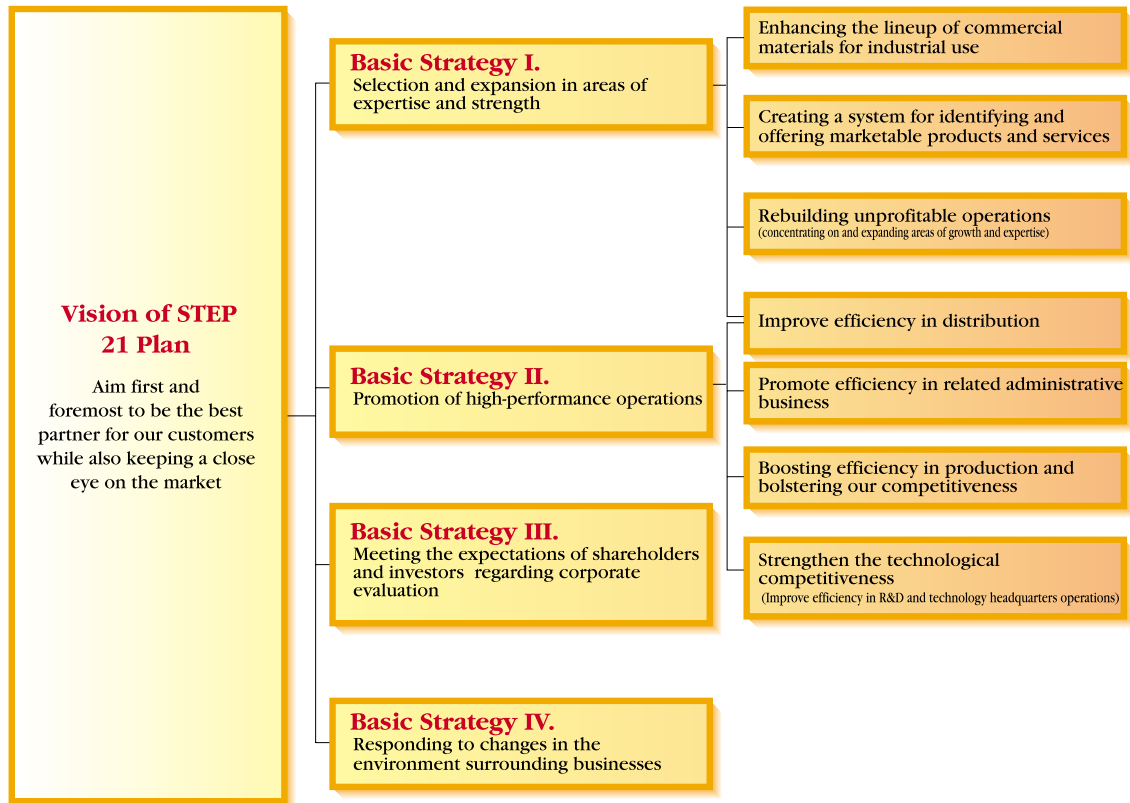 Vision of STEP
21 Plan
Aim first and
foremost to be the best
partner for our customers
while also keeping a close
eye on the market
Basic Strategy I.
Selection and expansion in areas of
expertise and strength
Enhancing the lineup of commercial
materials for industrial use
Creating a system for identifying and
offering marketable products and services
Rebuilding unprofitable operations
(concentrating on and expanding areas of growth and expertise)
Improve efficiency in distribution
Basic Strategy II.
Promotion of high-performance operations
Promote efficiency in related administrative
business
Boosting efficiency in production and
bolstering our competitiveness
Strengthen the technological
competitiveness
(Improve efficiency in R&D and technology headquarters operations)
Basic Strategy III.
Meeting the expectations of shareholders
and investors regarding corporate
evaluation
Basic Strategy IV.
Responding to changes in the
environment surrounding businesses